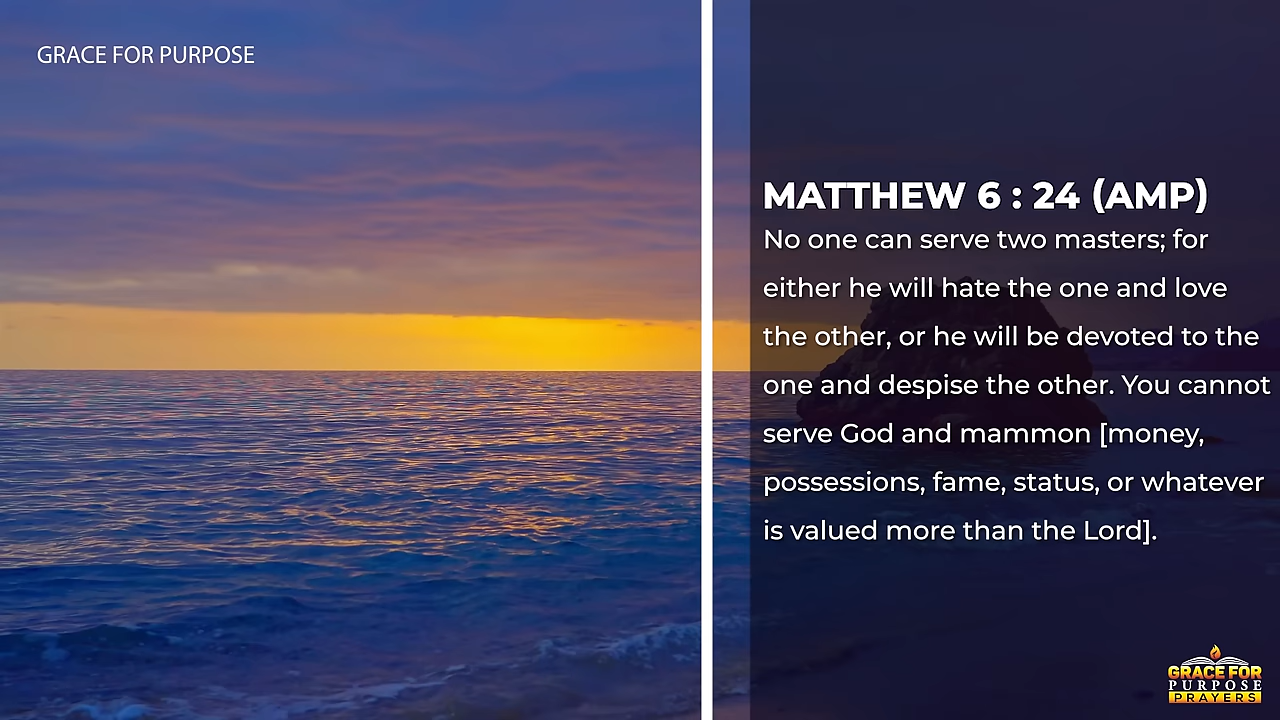 GRACE FOR PURPOSE
MATTHEW 6 : 24 (AMP)
No one can serve two masters; for
either he will hate the one and love
the other, or he will be devoted to the
one and despise the other. You cannot
serve God and mammon [money,
possessions, fame, status, or whatever
is valued more than the Lord].
GRACE FOR
PURPOSE
PRAYERS